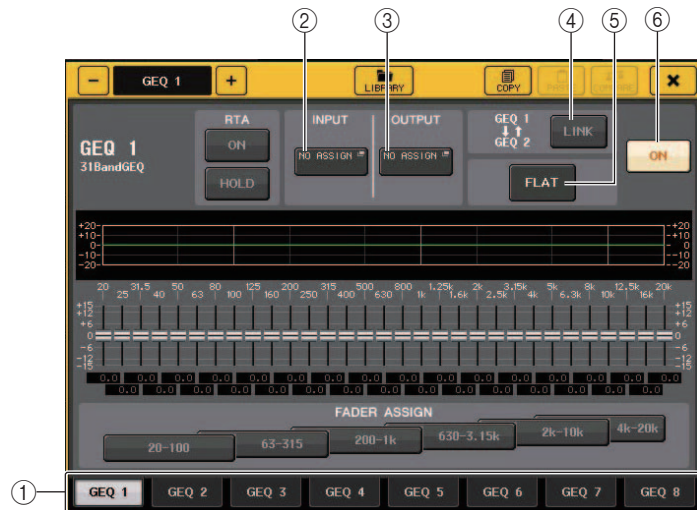 ② ③ ④ ⑤ ⑥
− GEQ 1 + LIBRARY COPY ×
GEQ 1
31BandGEQ
RTA
ON
HOLD
INPUT
NO ASSIGN
OUTPUT
NO ASSIGN
GEQ 1
↓↑
GEQ 2
LINK
FLAT
ON
+20 +20
+10 +10
0 0
-10 -10
-20 -20
20 31.5 50 80 125 200 315 500 800 1.25k 2k 3.15k 5k 8k 12.5k 20k
25 40 63 100 160 250 400 630 1k 1.6k 2.5k 4k 6.3k 10k 16k
+15 +15
+12 +12
+6 +6
0 0
-6 -6
-12 -12
-15 -15
0.0 0.0 0.0 0.0 0.0 0.0 0.0 0.0 0.0 0.0 0.0 0.0 0.0 0.0 0.0 0.0
0.0 0.0 0.0 0.0 0.0 0.0 0.0 0.0 0.0 0.0 0.0 0.0 0.0 0.0 0.0
FADER ASSIGN
20-100 63-315 200-1k 630-3.15k 2k-10k 4k-20k
① GEQ 1 GEQ 2 GEQ 3 GEQ 4 GEQ 5 GEQ 6 GEQ 7 GEQ 8